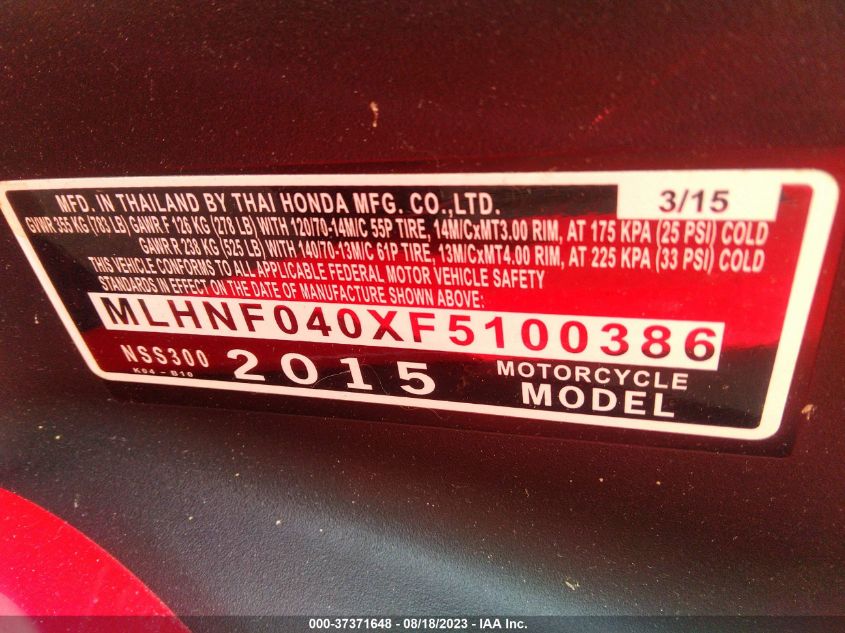 MFD. IN THAILAND BY THAI HONDA MFG. CO.,LTD. 3/15
GVWR 355 KG (783 LB) GAWR F 126 KG (278 LB) WITH 120/70-14M/C 55P TIRE, 14M/CxMT3.00 RIM, AT 175 KPA (25 PSI) COLD
GAWR R 238 KG (525 LB) WITH 140/70-13M/C 61P TIRE, 13M/CxMT4.00 RIM, AT 225 KPA (33 PSI) COLD
THIS VEHICLE CONFORMS TO ALL APPLICABLE FEDERAL MOTOR VEHICLE SAFETY
STANDARDS IN EFFECT ON THE DATE OF MANUFACTURE SHOWN ABOVE:
MLHNF040XF5100386
NSS300 2015 MOTORCYCLE
K04-B10 MODEL
000-37371648 - 08/18/2023 - IAA Inc.